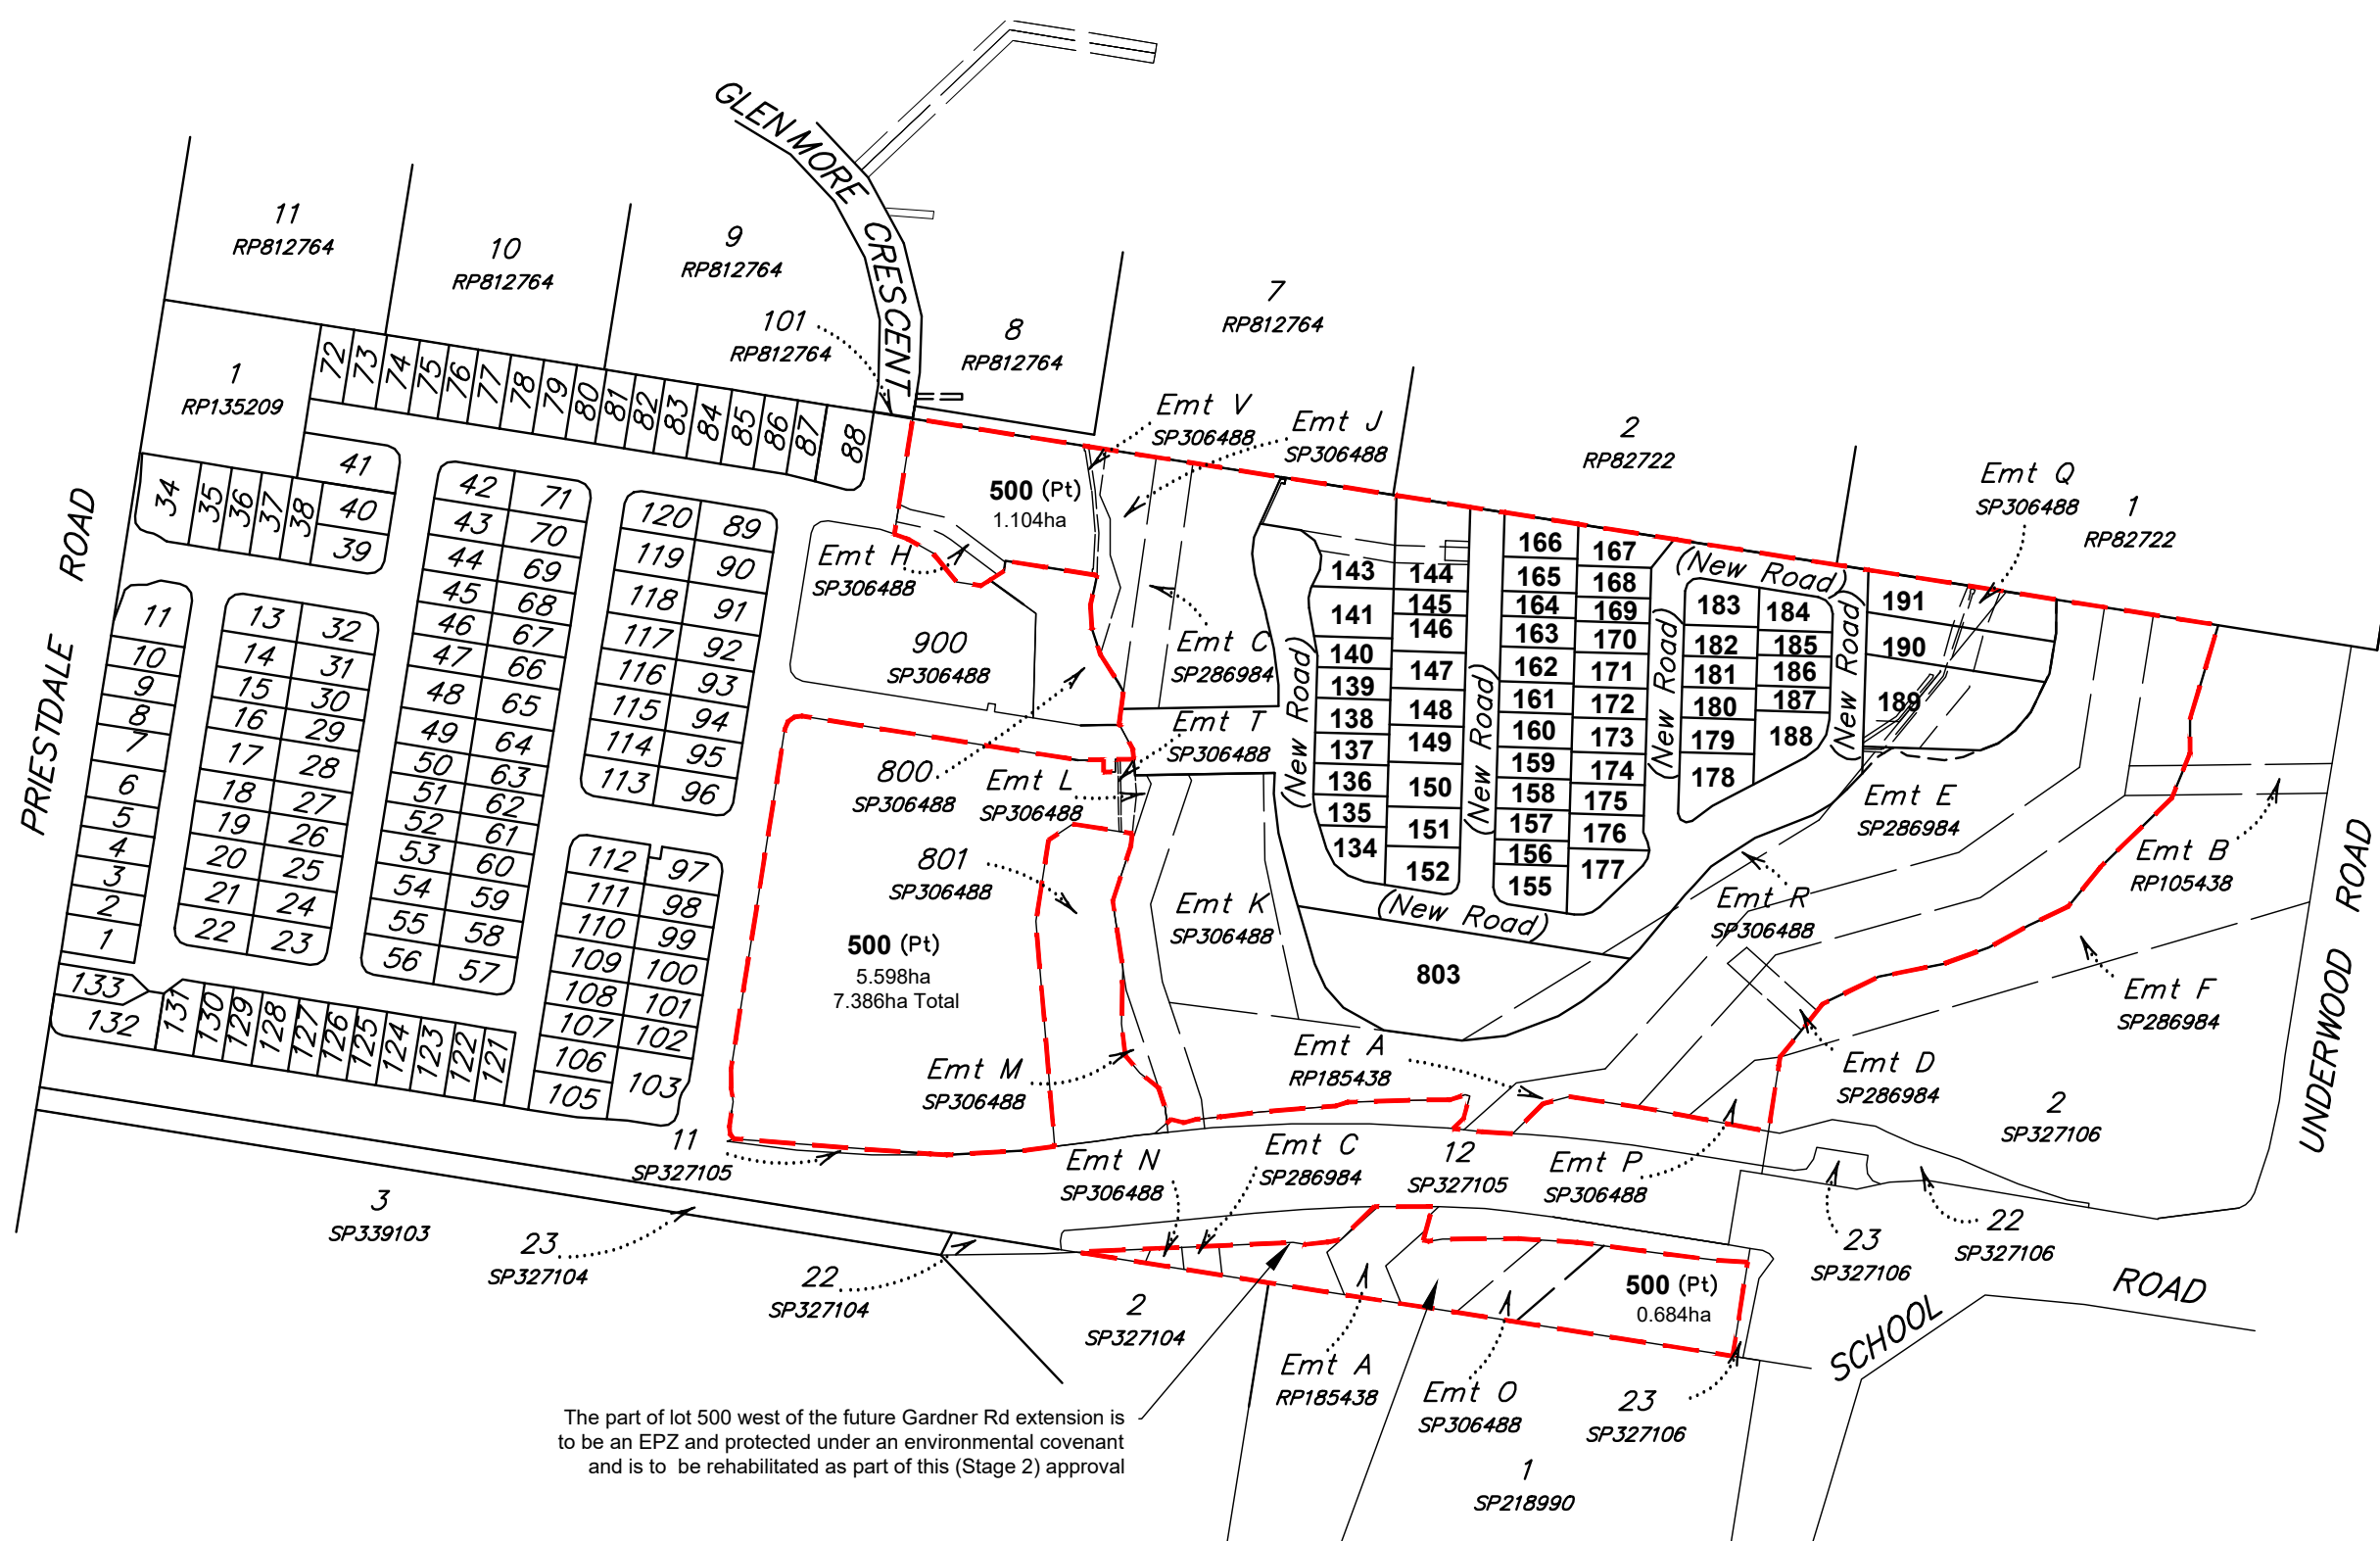 GLENMORE CRESCENT
11
RP812764
10
RP812764
9
RP812764
101
RP812764
8
RP812764
7
RP812764
2
RP82722
1
RP82722
1
RP135209
PRIESTDALE ROAD
72
73
74
75
76
77
78
79
80
81
82
83
84
85
86
87
88
Emt V
SP306488
Emt J
SP306488
Emt Q
SP306488
500 (Pt)
1.104ha
34
35
36
37
38
41
40
39
42
71
43
70
44
69
45
68
46
67
47
66
48
65
49
64
50
63
51
62
52
61
53
60
54
59
55
58
56
57
120
89
119
90
118
91
117
92
116
93
115
94
114
95
113
96
11
10
9
8
7
6
5
4
3
2
1
13
32
14
31
15
30
16
29
17
28
18
27
19
26
20
25
21
24
22
23
112
97
111
98
110
99
109
100
108
101
107
102
106
103
105
133
132
131
130
129
128
127
126
125
124
123
122
121
Emt H
SP306488
900
SP306488
Emt C
SP286984
Emt T
SP306488
800
SP306488
Emt L
SP306488
801
SP306488
Emt K
SP306488
500 (Pt)
5.598ha
7.386ha Total
Emt M
SP306488
(New Road)
143
141
140
139
138
137
136
135
134
144
145
146
147
148
149
150
151
152
(New Road)
166
165
164
163
162
161
160
159
158
157
156
155
167
168
169
170
171
172
173
174
175
176
177
(New Road)
(New Road)
183
184
182
185
181
186
180
187
179
188
178
(New Road)
191
190
189
(New Road)
803
Emt E
SP286984
Emt R
SP306488
Emt B
RP105438
Emt F
SP286984
UNDERWOOD ROAD
Emt A
RP185438
Emt D
SP286984
2
SP327106
11
SP327105
Emt N
SP306488
Emt C
SP286984
12
SP327105
Emt P
SP306488
3
SP339103
23
SP327104
22
SP327104
2
SP327104
23
SP327106
22
SP327106
500 (Pt)
0.684ha
SCHOOL ROAD
Emt A
RP185438
Emt O
SP306488
23
SP327106
1
SP218990
The part of lot 500 west of the future Gardner Rd extension is
to be an EPZ and protected under an environmental covenant
and is to be rehabilitated as part of this (Stage 2) approval